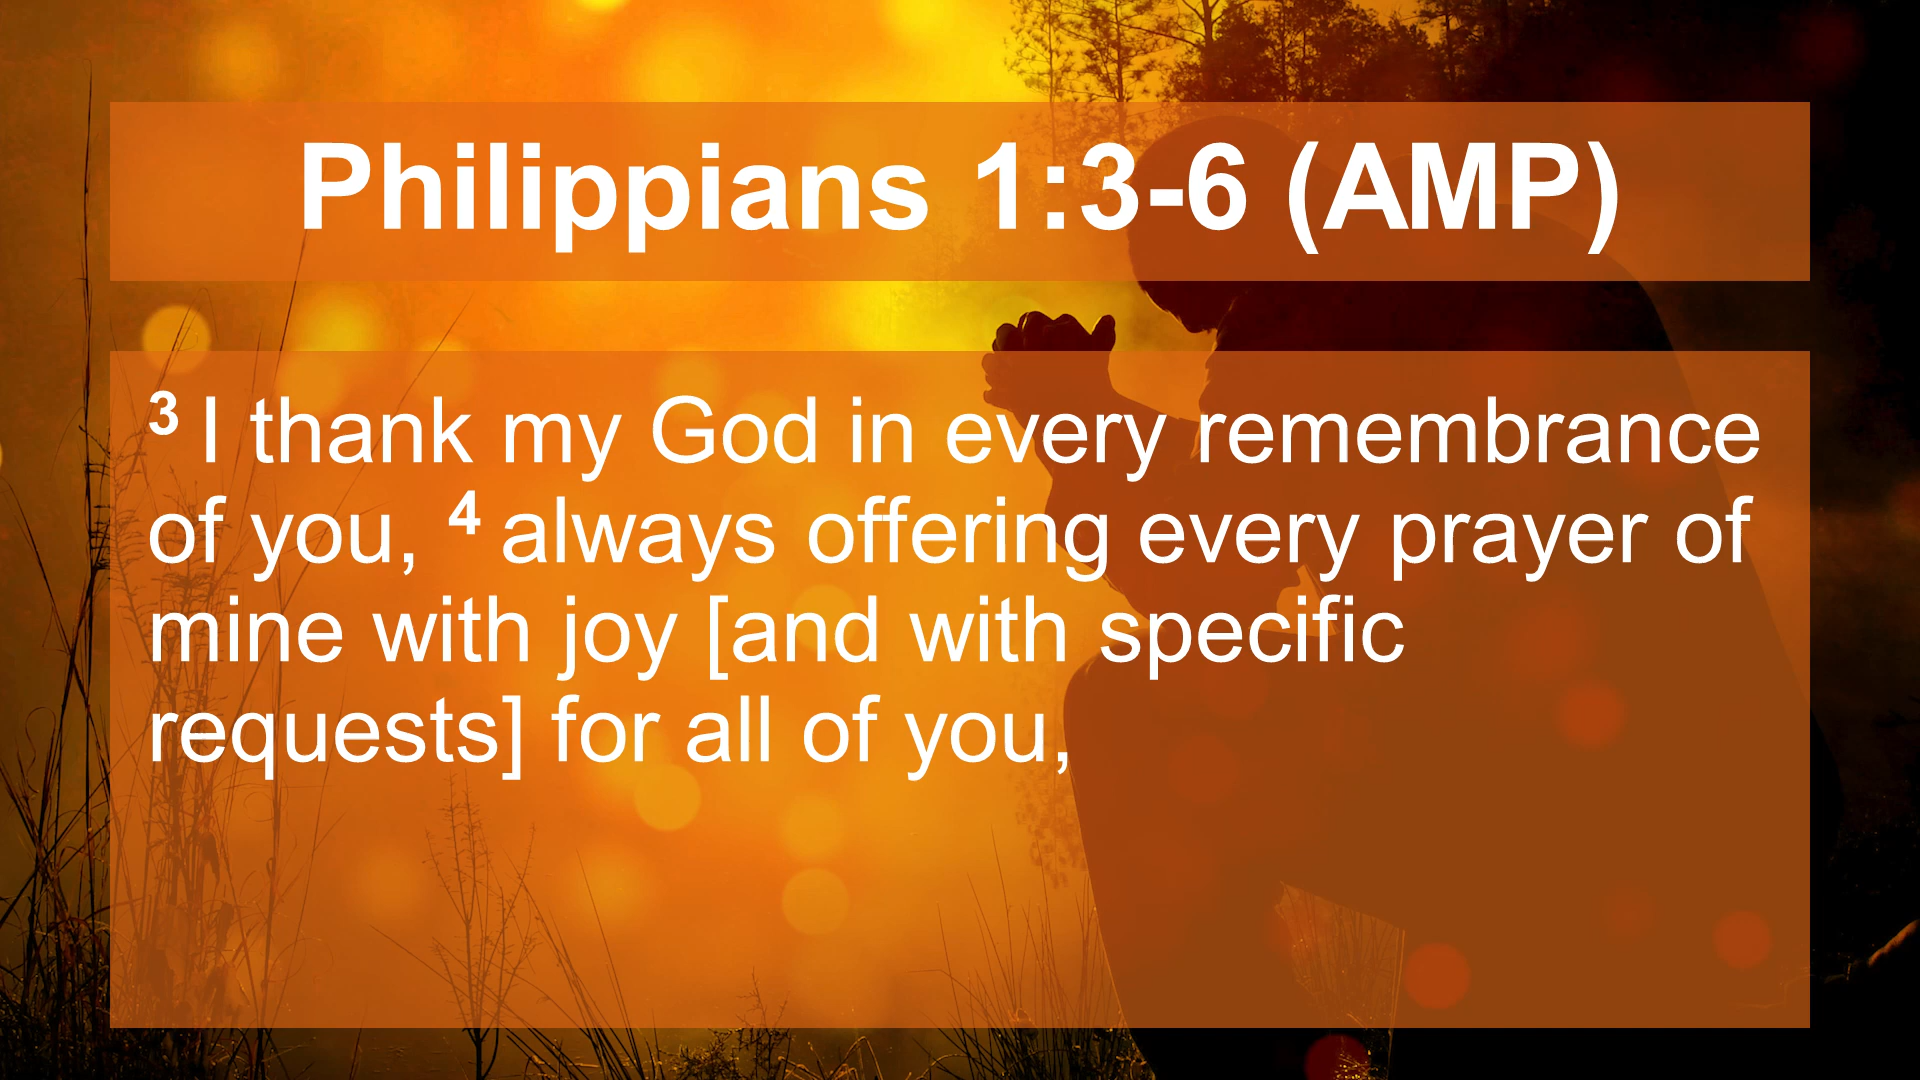 Philippians 1:3-6 (AMP)
3 I thank my God in every remembrance
of you, 4 always offering every prayer of
mine with joy [and with specific
requests] for all of you,